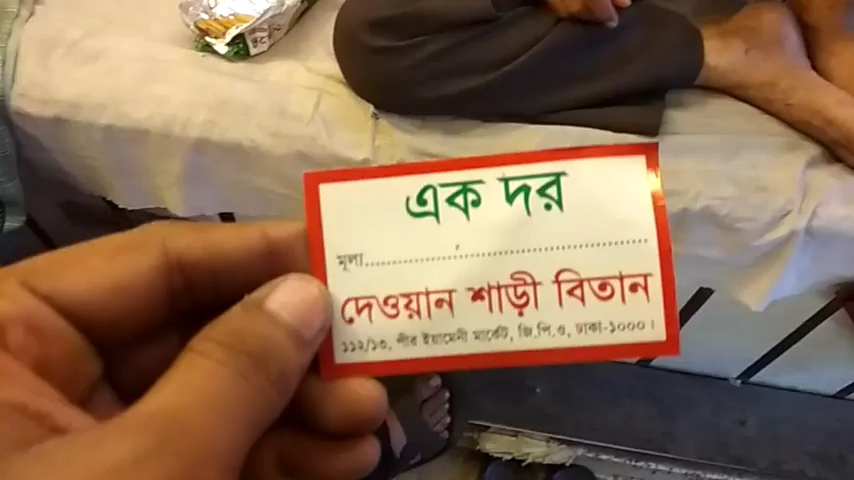 এক দর
মূল্য..............................................
দেওয়ান শাড়ী বিতান
১১২/১৩, পীর ইয়ামেনী মার্কেট, জি.পি.ও, ঢাকা-১০০০।